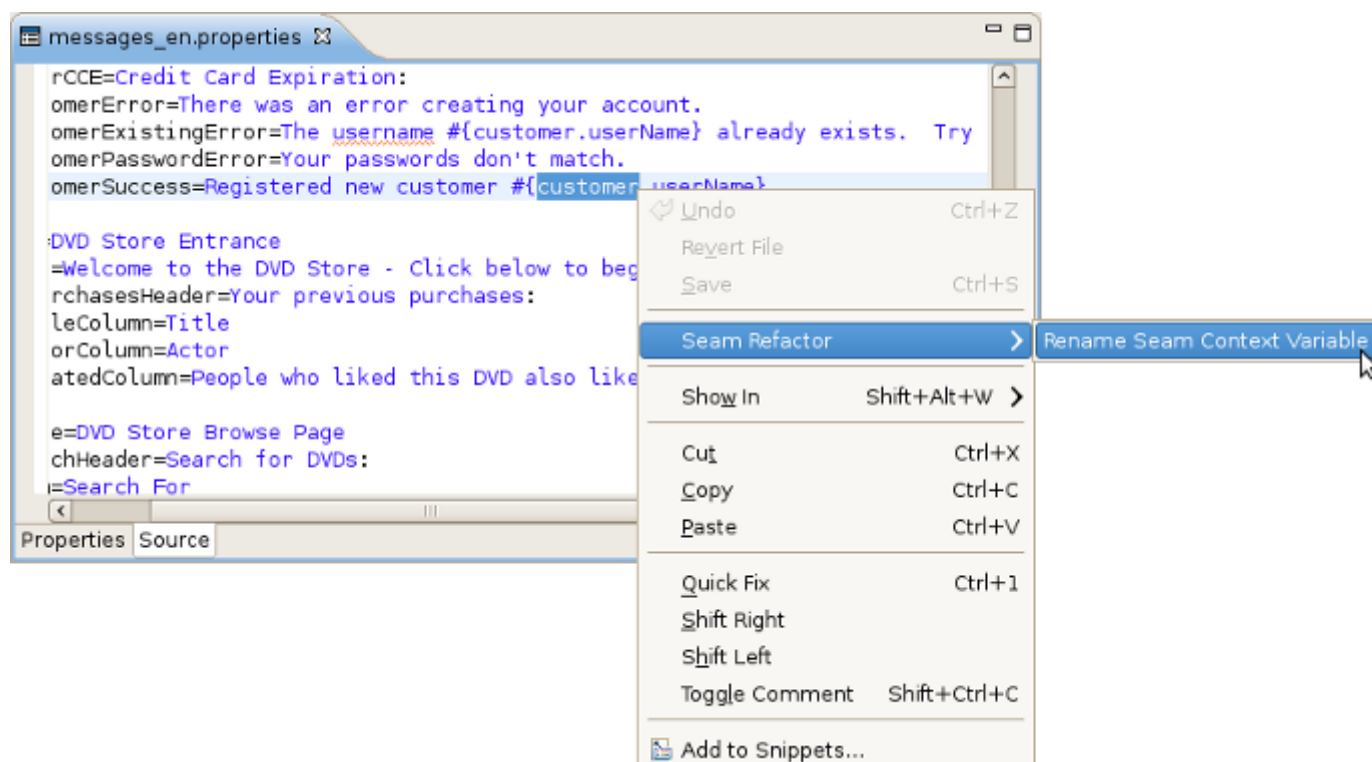 messages_en.properties
rCCE=Credit Card Expiration:
omerError=There was an error creating your account.
omerExistingError=The username #{customer.userName} already exists.  Try
omerPasswordError=Your passwords don't match.
omerSuccess=Registered new customer #{customer.userName}
=DVD Store Entrance
=Welcome to the DVD Store - Click below to beg
rchasesHeader=Your previous purchases:
leColumn=Title
orColumn=Actor
atedColumn=People who liked this DVD also like
e=DVD Store Browse Page
chHeader=Search for DVDs:
=Search For
Properties Source
Undo Ctrl+Z
Revert File
Save Ctrl+S
Seam Refactor
Rename Seam Context Variable
Show In Shift+Alt+W
Cut Ctrl+X
Copy Ctrl+C
Paste Ctrl+V
Quick Fix Ctrl+1
Shift Right
Shift Left
Toggle Comment Shift+Ctrl+C
Add to Snippets...